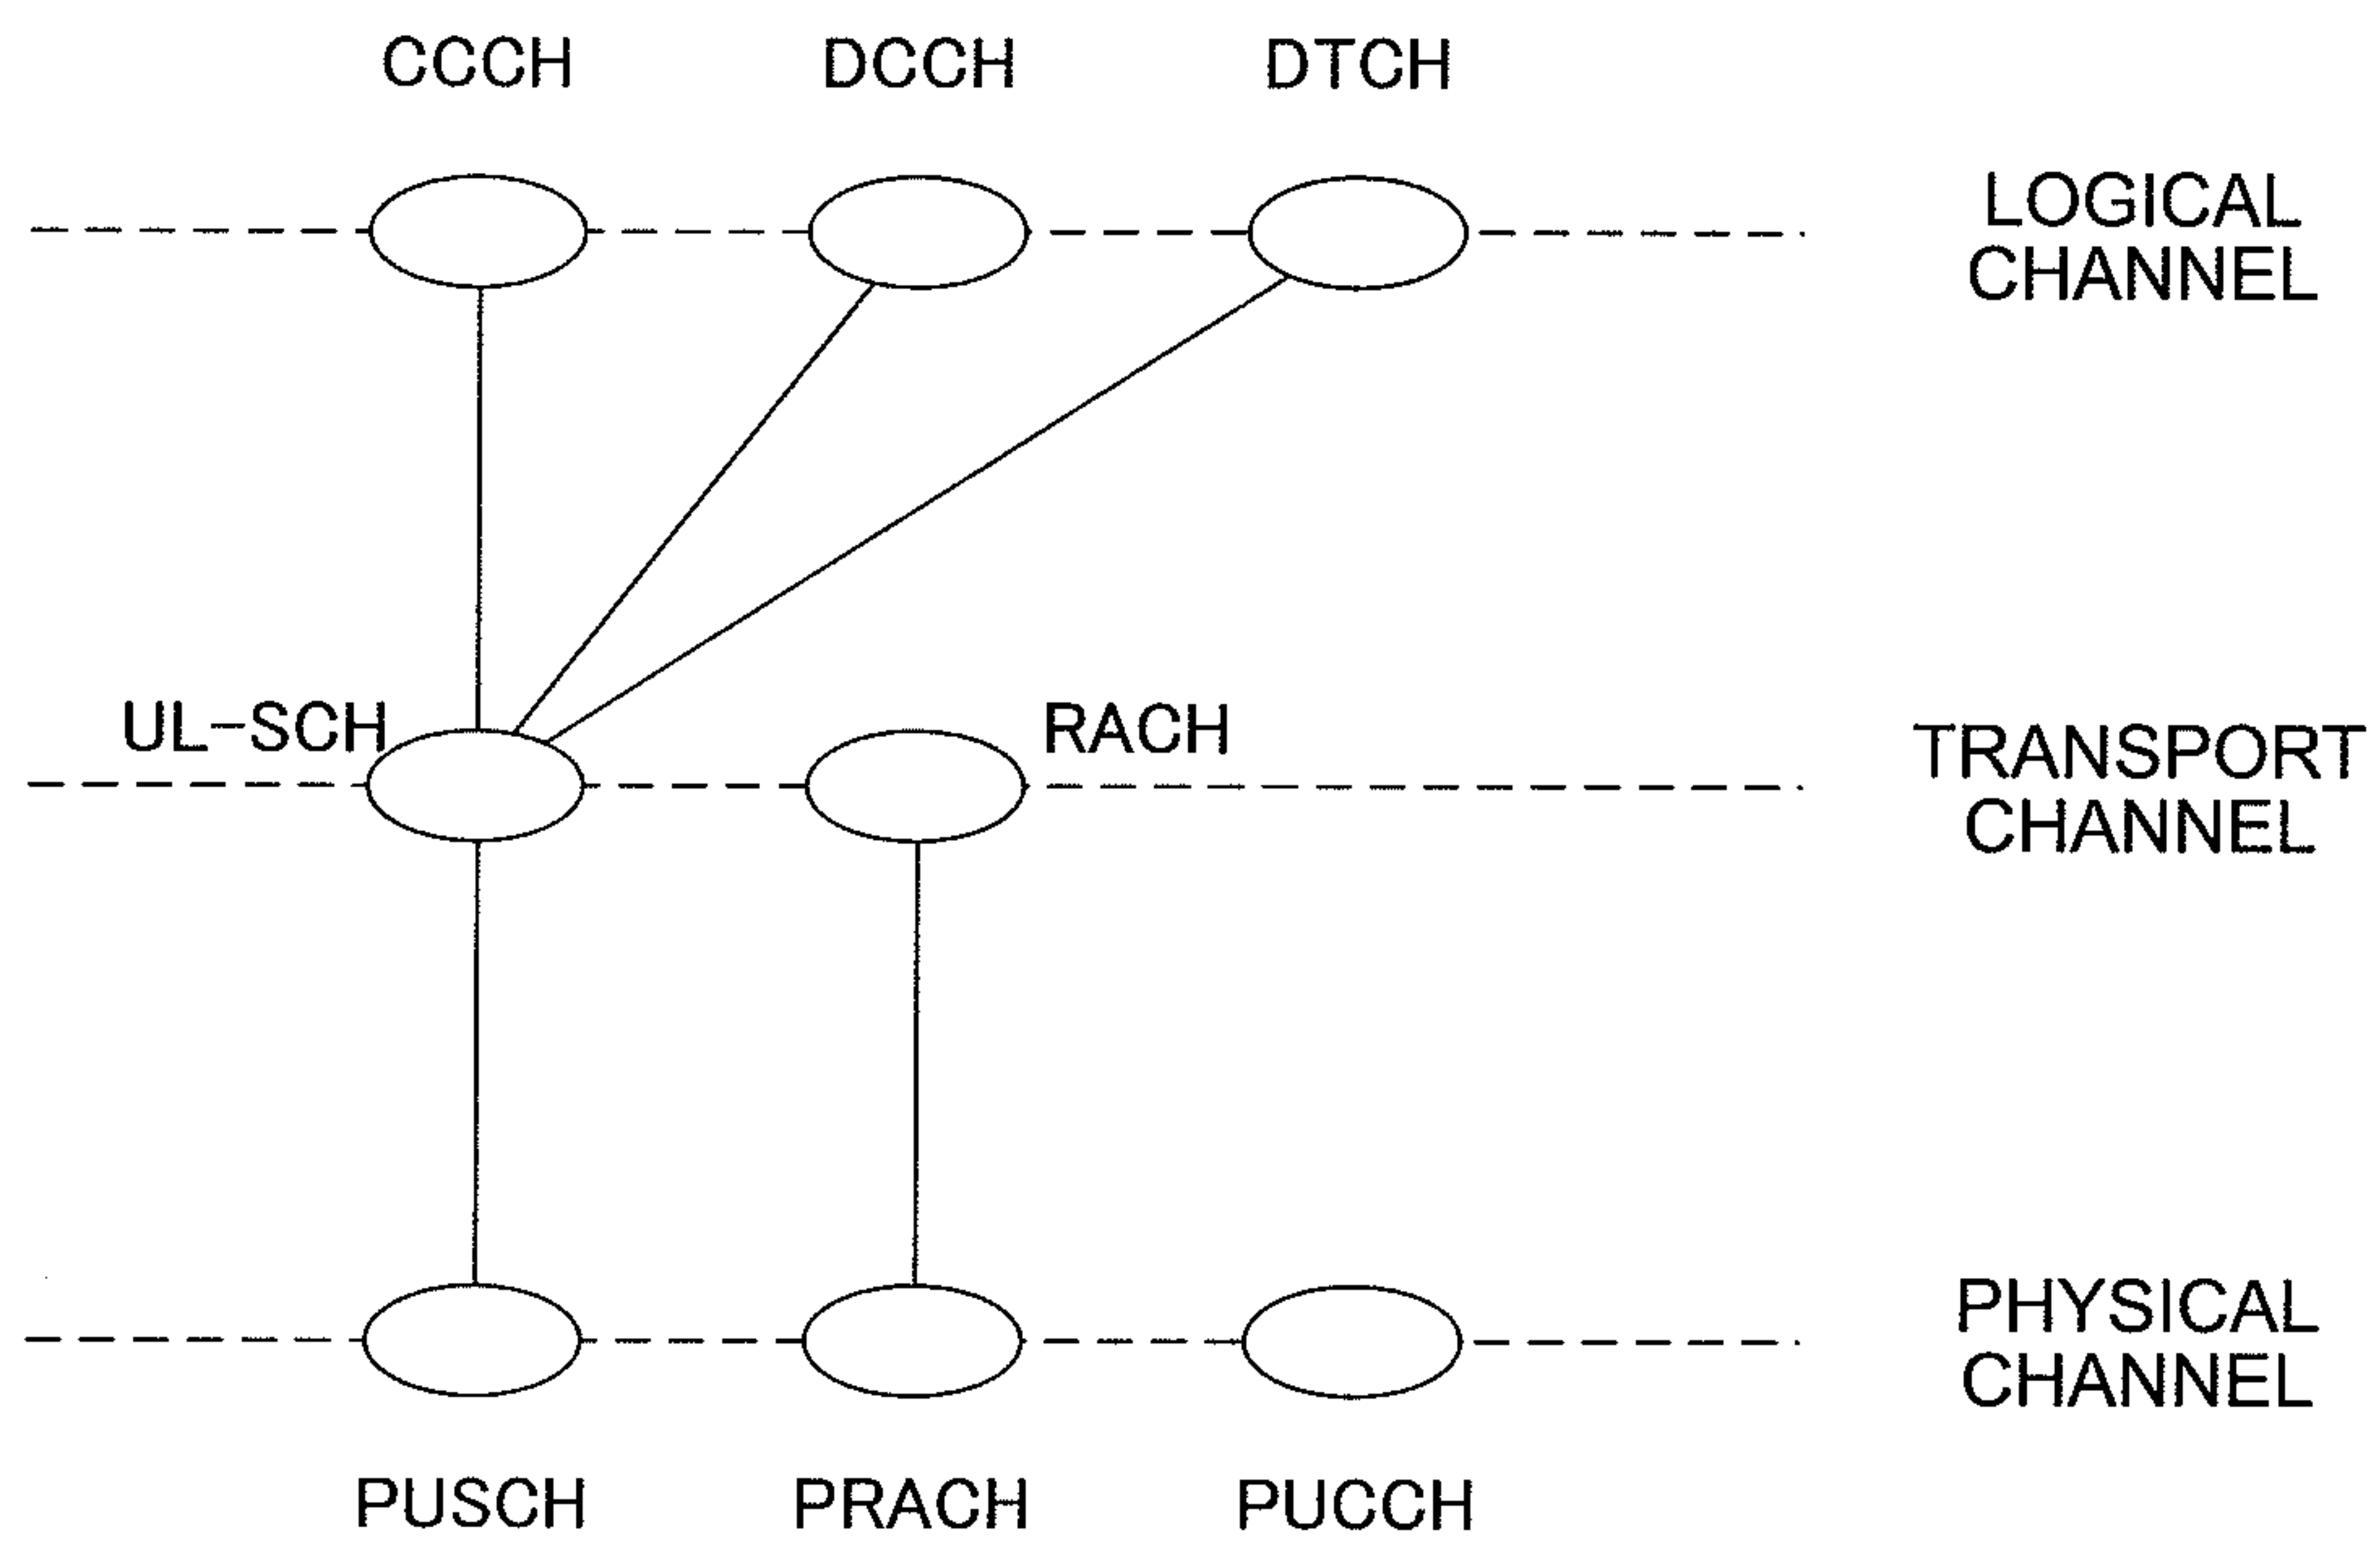 CCCH
DCCH
DTCH
LOGICAL
CHANNEL
UL-SCH
RACH
TRANSPORT
CHANNEL
PHYSICAL
CHANNEL
PUSCH
PRACH
PUCCH